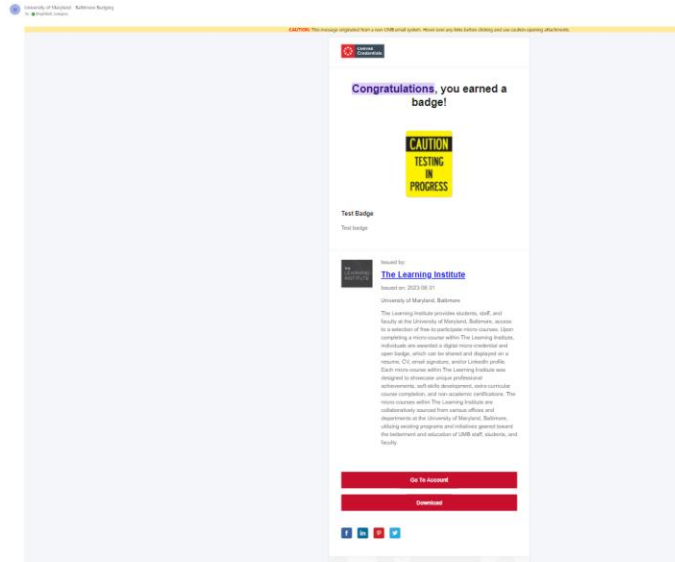 University of Maryland - Baltimore Badging
CAUTION: This message originated from a non-UMB email system. Hover over any links before clicking and use caution opening attachments.
CANVAS
Credentials
Congratulations, you earned a
badge!
CAUTION
TESTING
IN
PROGRESS
Test Badge
Test badge
THE
LEARNING
INSTITUTE
Issued by:
The Learning Institute
Issued on: 2023-06-01
University of Maryland, Baltimore
The Learning Institute provides students, staff, and
faculty at the University of Maryland, Baltimore, access
to a selection of free-to-participate micro-courses. Upon
completing a micro-course within The Learning Institute,
individuals are awarded a digital micro-credential and
open badge, which can be shared and displayed on a
resume, CV, email signature, and/or LinkedIn profile.
Each micro-course within The Learning Institute was
designed to showcase unique professional
achievements, soft skills development, extra-curricular
course completion, and non-academic certifications. The
micro-courses within The Learning Institute are
collaboratively sourced from various offices and
departments at the University of Maryland, Baltimore,
utilizing existing programs and initiatives geared toward
the betterment and education of UMB staff, students, and
faculty.
Go To Account
Download